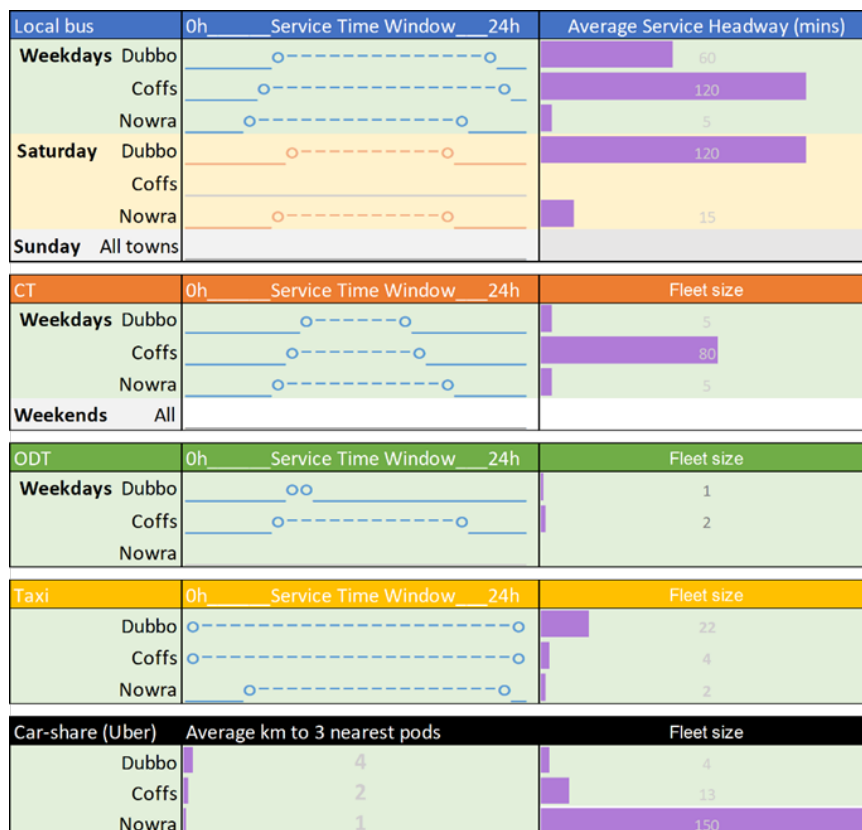 Local bus 0h______Service Time Window___24h Average Service Headway (mins)
Weekdays Dubbo 60
Coffs 120
Nowra 5
Saturday Dubbo 120
Coffs
Nowra 15
Sunday All towns
CT 0h______Service Time Window___24h Fleet size
Weekdays Dubbo 5
Coffs 80
Nowra 5
Weekends All
ODT 0h______Service Time Window___24h Fleet size
Weekdays Dubbo 1
Coffs 2
Nowra
Taxi 0h______Service Time Window___24h Fleet size
Dubbo 22
Coffs 4
Nowra 2
Car-share (Uber) Average km to 3 nearest pods Fleet size
Dubbo 4 4
Coffs 2 13
Nowra 1 150